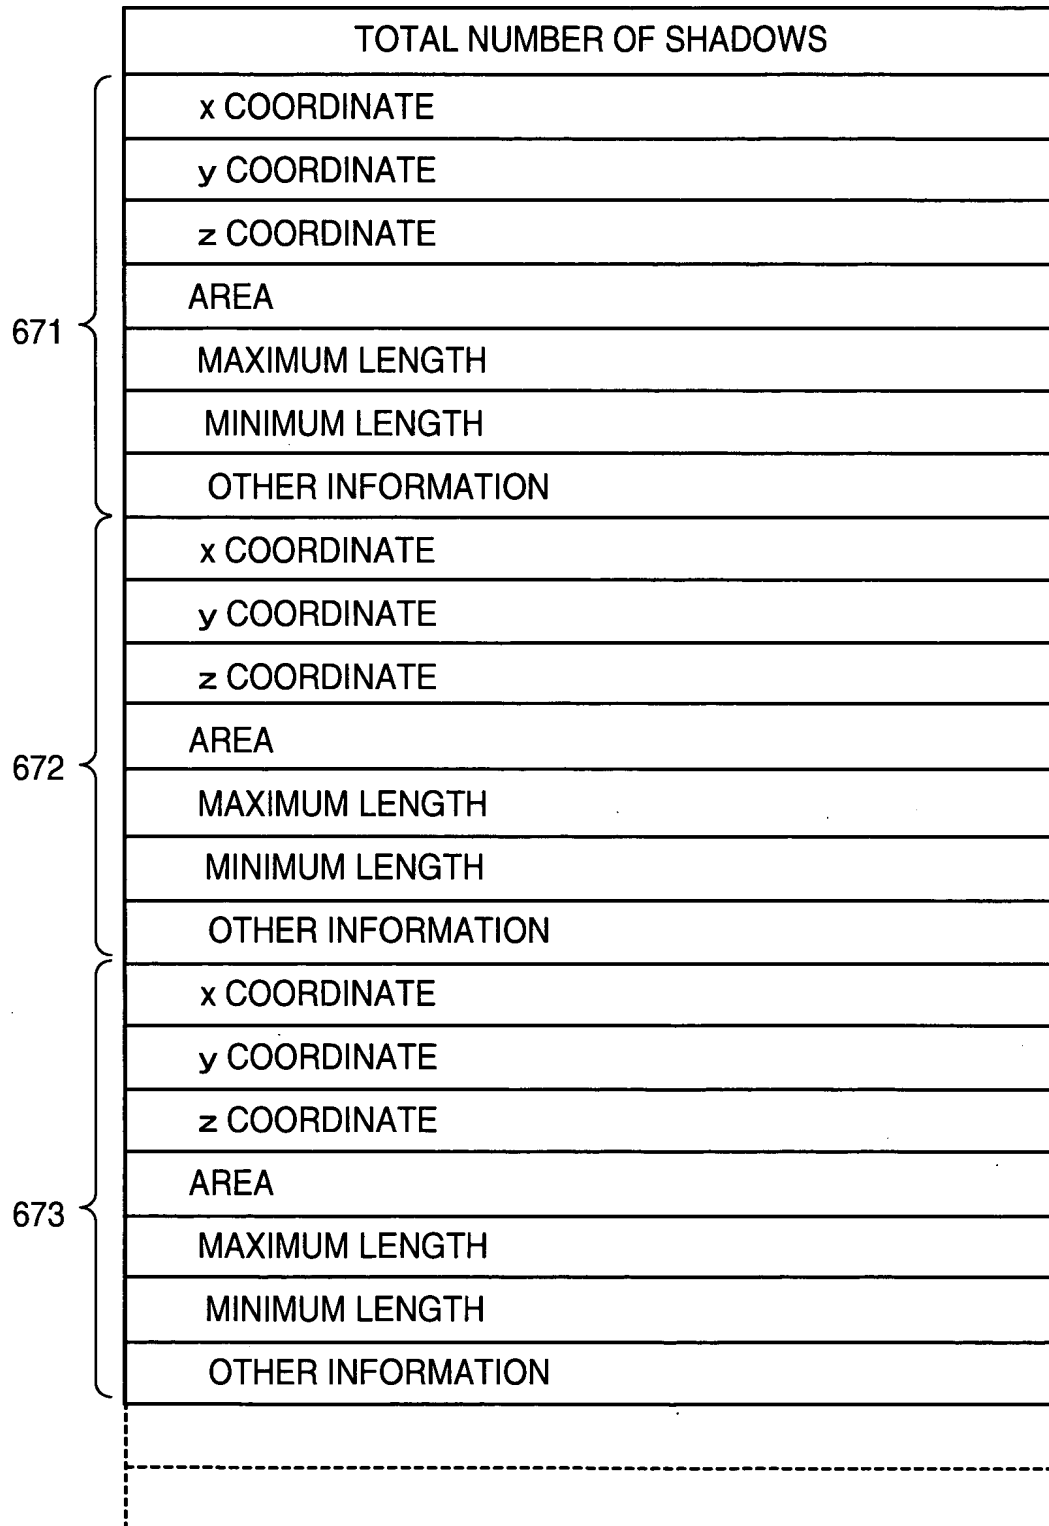 TOTAL NUMBER OF SHADOWS
x COORDINATE
y COORDINATE
z COORDINATE
AREA
671
MAXIMUM LENGTH
MINIMUM LENGTH
OTHER INFORMATION
x COORDINATE
y COORDINATE
z COORDINATE
AREA
672
MAXIMUM LENGTH
MINIMUM LENGTH
OTHER INFORMATION
x COORDINATE
y COORDINATE
z COORDINATE
AREA
673
MAXIMUM LENGTH
MINIMUM LENGTH
OTHER INFORMATION